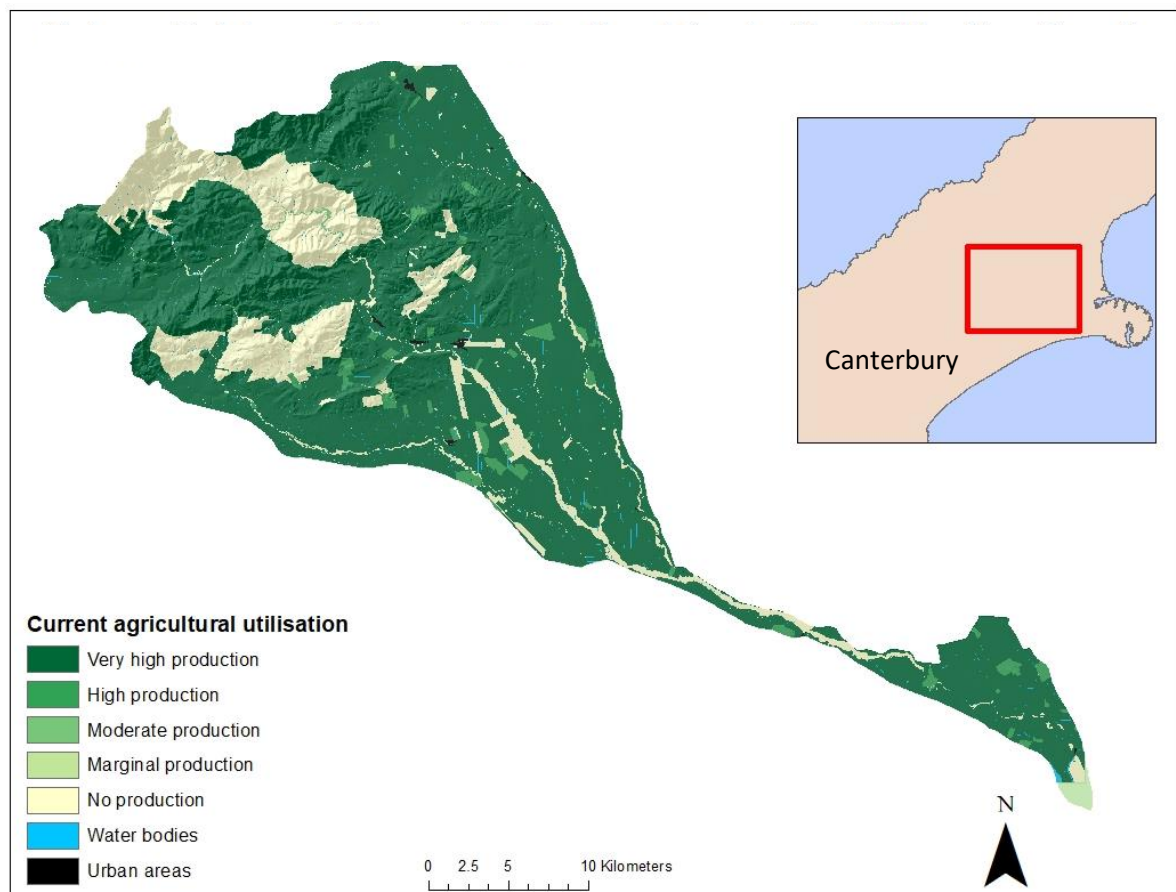 Canterbury
Current agricultural utilisation
Very high production
High production
Moderate production
Marginal production
No production
Water bodies
Urban areas
0 2.5 5 10 Kilometers
N